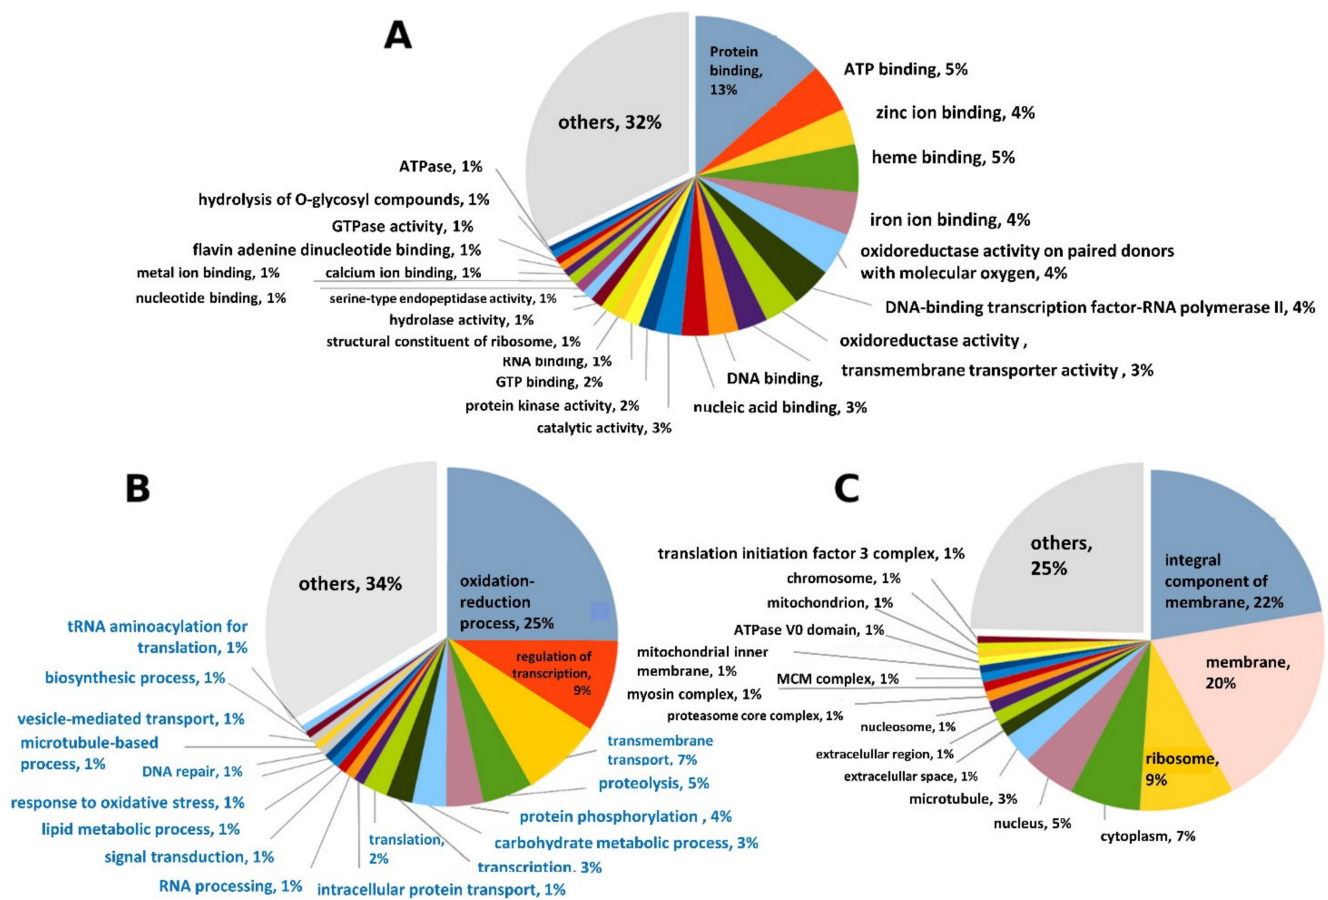 A
Protein
binding,
13%
ATP binding, 5%
zinc ion binding, 4%
others, 32%
heme binding, 5%
ATPase, 1%
hydrolysis of O-glycosyl compounds, 1%
iron ion binding, 4%
GTPase activity, 1%
flavin adenine dinucleotide binding, 1%
oxidoreductase activity on paired donors
with molecular oxygen, 4%
metal ion binding, 1%
calcium ion binding, 1%
nucleotide binding, 1%
serine-type endopeptidase activity, 1%
DNA-binding transcription factor-RNA polymerase II, 4%
hydrolase activity, 1%
structural constituent of ribosome, 1%
oxidoreductase activity ,
RNA binding, 1%
transmembrane transporter activity , 3%
GTP binding, 2%
DNA binding,
protein kinase activity, 2%
nucleic acid binding, 3%
catalytic activity, 3%
B
others, 34%
oxidation-
reduction
process, 25%
regulation of
transcription,
9%
tRNA aminoacylation for
translation, 1%
biosynthetic process, 1%
vesicle-mediated transport, 1%
microtubule-based
process, 1%
DNA repair, 1%
response to oxidative stress, 1%
lipid metabolic process, 1%
signal transduction, 1%
RNA processing, 1%
intracellular protein transport, 1%
translation,
2%
transcription, 3%
carbohydrate metabolic process, 3%
protein phosphorylation , 4%
proteolysis, 5%
transmembrane
transport, 7%
C
others,
25%
integral
component of
membrane, 22%
membrane,
20%
ribosome,
9%
translation initiation factor 3 complex, 1%
chromosome, 1%
mitochondrion, 1%
ATPase V0 domain, 1%
mitochondrial inner
membrane, 1%
MCM complex, 1%
myosin complex, 1%
proteasome core complex, 1%
nucleosome, 1%
extracelullar region, 1%
extracelullar space, 1%
microtubule, 3%
nucleus, 5%
cytoplasm, 7%